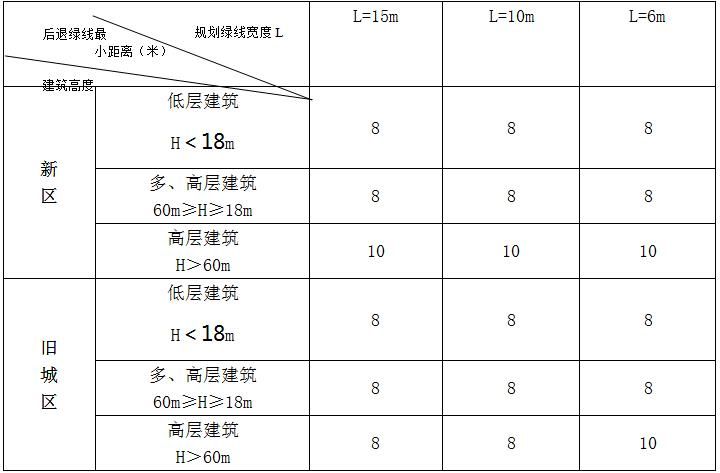 后退绿线最
小距离（米）
规划绿线宽度L
建筑高度
L=15m
L=10m
L=6m
新
区
低层建筑
H＜18m
8
8
8
多、高层建筑
60m≥H≥18m
8
8
8
高层建筑
H＞60m
10
10
10
旧
城
区
低层建筑
H＜18m
8
8
8
多、高层建筑
60m≥H≥18m
8
8
8
高层建筑
H＞60m
8
8
10